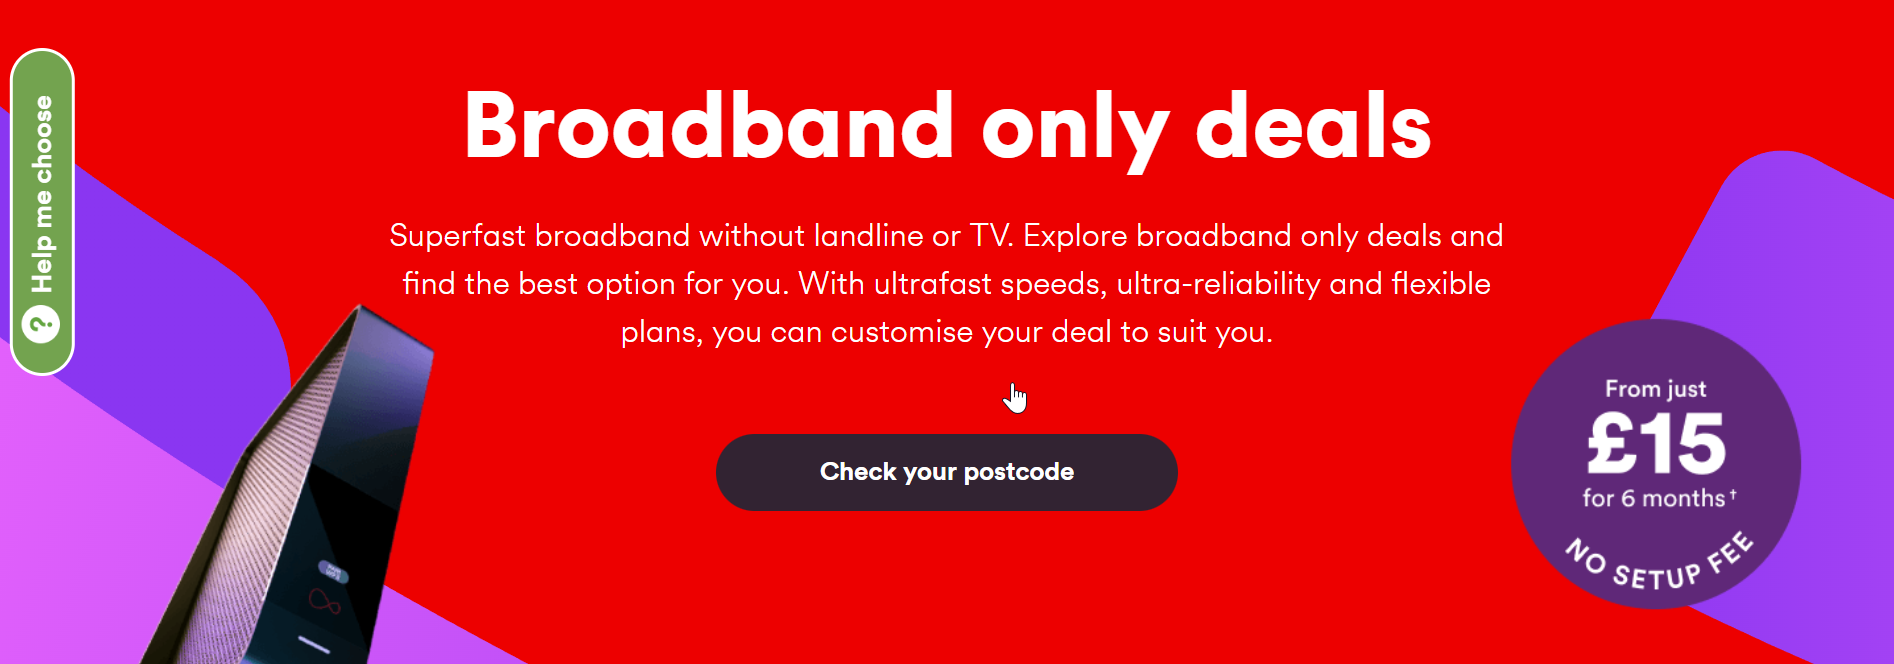 Help me choose
?
Broadband only deals
Superfast broadband without landline or TV. Explore broadband only deals and
find the best option for you. With ultrafast speeds, ultra-reliability and flexible
plans, you can customise your deal to suit you.
Check your postcode
From just
£15
for 6 months†
NO SETUP FEE